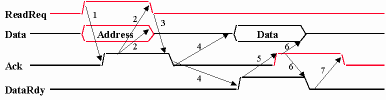 ReadReq 1 2 3
Data Address 2 4 Data 6
Ack 5 6 7
DataRdy 4